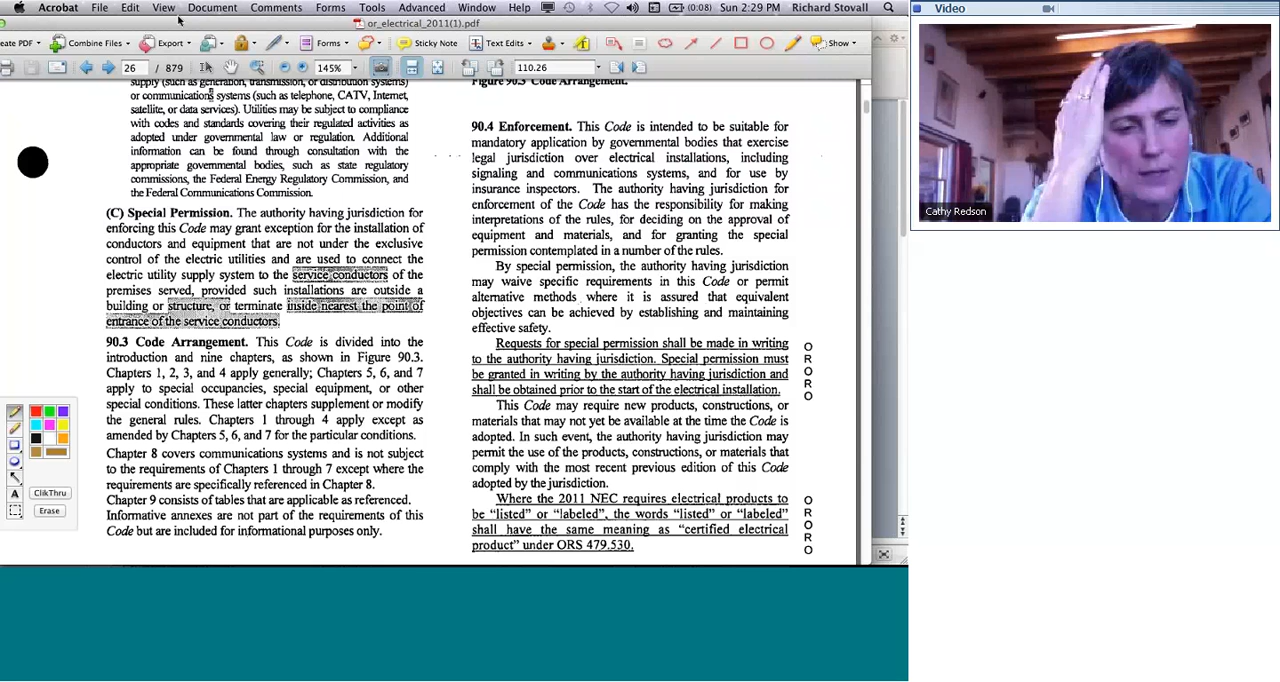 Acrobat File Edit View Document Comments Forms Tools Advanced Window Help (0:08) Sun 2:29 PM Richard Stovall
or_electrical_2011(1).pdf
eate PDF Combine Files Export Forms Sticky Note Text Edits Show
26 / 879 145% 110.26
supply (such as generation, transmission, or distribution systems)
or communications systems (such as telephone, CATV, Internet,
satellite, or data services). Utilities may be subject to compliance
with codes and standards covering their regulated activities as
adopted under governmental law or regulation. Additional
information can be found through consultation with the
appropriate governmental bodies, such as state regulatory
commissions, the Federal Energy Regulatory Commission, and
the Federal Communications Commission.
(C) Special Permission. The authority having jurisdiction for
enforcing this Code may grant exception for the installation of
conductors and equipment that are not under the exclusive
control of the electric utilities and are used to connect the
electric utility supply system to the service conductors of the
premises served, provided such installations are outside a
building or structure, or terminate inside nearest the point of
entrance of the service conductors.
90.3 Code Arrangement. This Code is divided into the
introduction and nine chapters, as shown in Figure 90.3.
Chapters 1, 2, 3, and 4 apply generally; Chapters 5, 6, and 7
apply to special occupancies, special equipment, or other
special conditions. These latter chapters supplement or modify
the general rules. Chapters 1 through 4 apply except as
amended by Chapters 5, 6, and 7 for the particular conditions.
Chapter 8 covers communications systems and is not subject
to the requirements of Chapters 1 through 7 except where the
requirements are specifically referenced in Chapter 8.
Chapter 9 consists of tables that are applicable as referenced.
Informative annexes are not part of the requirements of this
Code but are included for informational purposes only.
Figure 90.3 Code Arrangement.
90.4 Enforcement. This Code is intended to be suitable for
mandatory application by governmental bodies that exercise
legal jurisdiction over electrical installations, including
signaling and communications systems, and for use by
insurance inspectors. The authority having jurisdiction for
enforcement of the Code has the responsibility for making
interpretations of the rules, for deciding on the approval of
equipment and materials, and for granting the special
permission contemplated in a number of the rules.
By special permission, the authority having jurisdiction
may waive specific requirements in this Code or permit
alternative methods where it is assured that equivalent
objectives can be achieved by establishing and maintaining
effective safety.
Requests for special permission shall be made in writing
to the authority having jurisdiction. Special permission must
be granted in writing by the authority having jurisdiction and
shall be obtained prior to the start of the electrical installation.
O
R
O
R
O
This Code may require new products, constructions, or
materials that may not yet be available at the time the Code is
adopted. In such event, the authority having jurisdiction may
permit the use of the products, constructions, or materials that
comply with the most recent previous edition of this Code
adopted by the jurisdiction.
Where the 2011 NEC requires electrical products to
be "listed" or "labeled", the words "listed" or "labeled"
shall have the same meaning as "certified electrical
product" under ORS 479.530.
O
R
O
R
O
A
ClikThru
Erase
Video
Cathy Redson